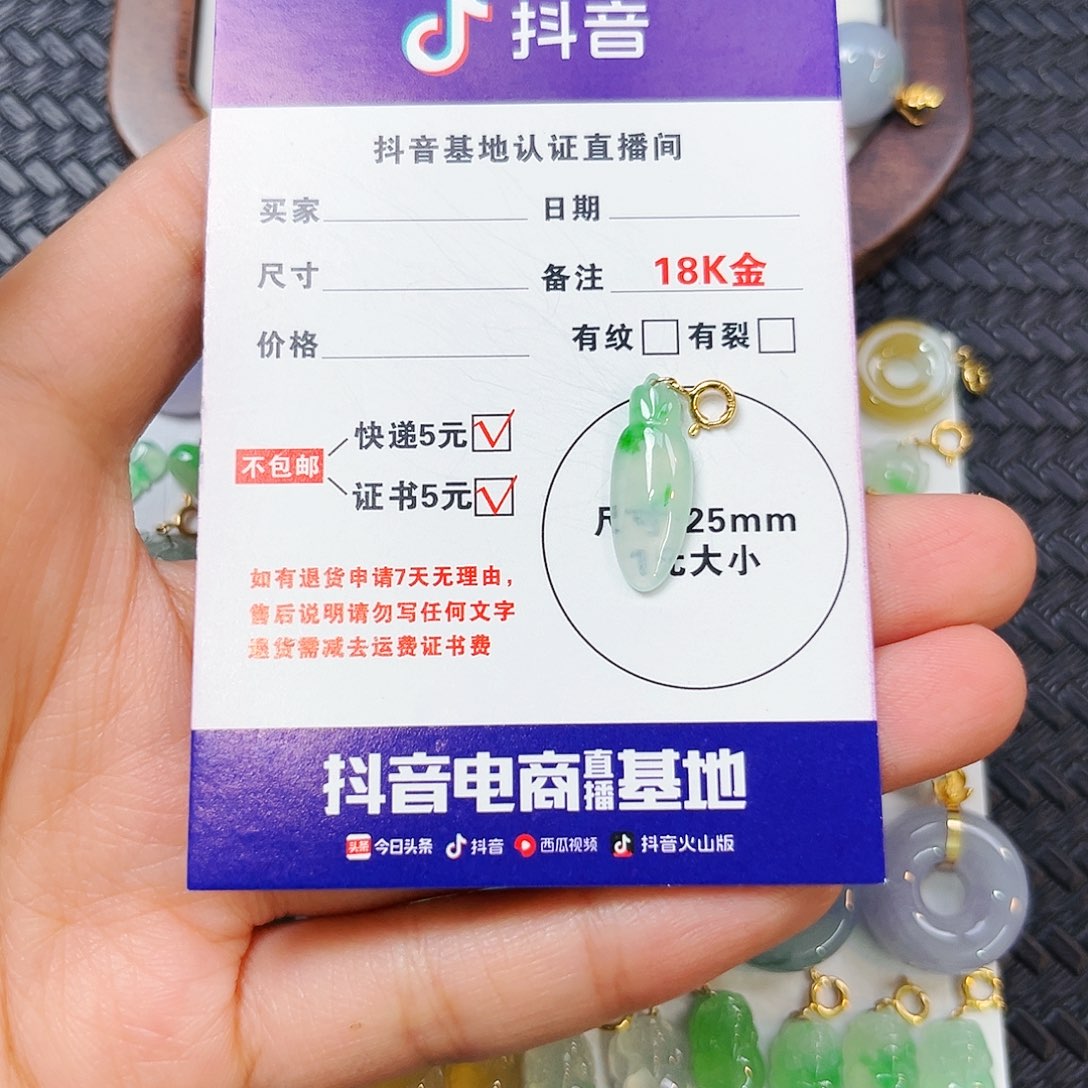 抖音
抖音基地认证直播间
买家 日期
尺寸 备注 18K金
价格 有纹 有裂
快递5元
不包邮
证书5元
25mm
大小
如有退货申请7天无理由，
售后说明请勿写任何文字
退货需减去运费证书费
抖音电商直播基地
头条 今日头条 抖音 西瓜视频 抖音火山版